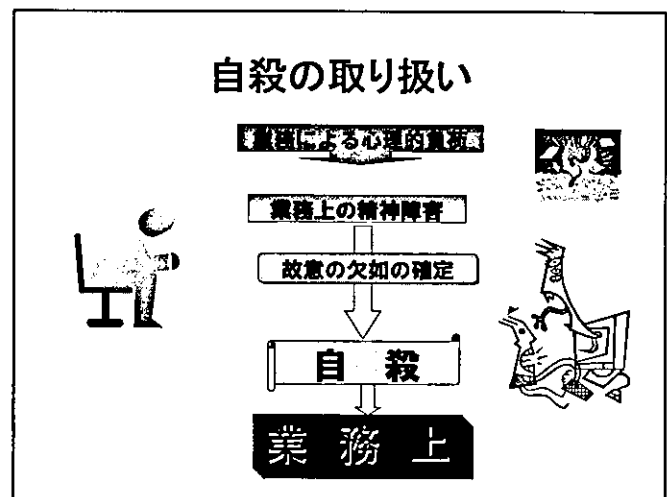 自殺の取り扱い
業務による心理的負荷
業務上の精神障害
故意の欠如の確定
自 殺
業 務 上